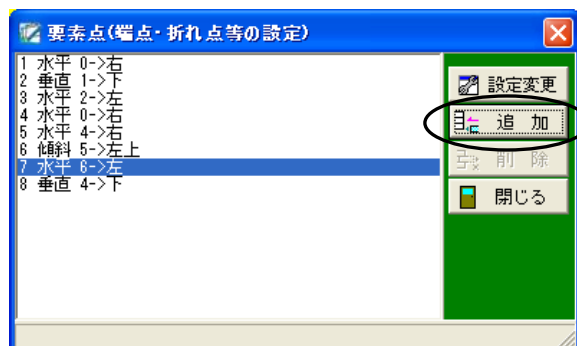 要素点(端点・折れ点等の設定)
1 水平 0->右
2 垂直 1->下
3 水平 2->左
4 水平 0->右
5 水平 4->右
6 傾斜 5->左上
7 水平 6->左
8 垂直 4->下
設定変更
追 加
削 除
閉じる